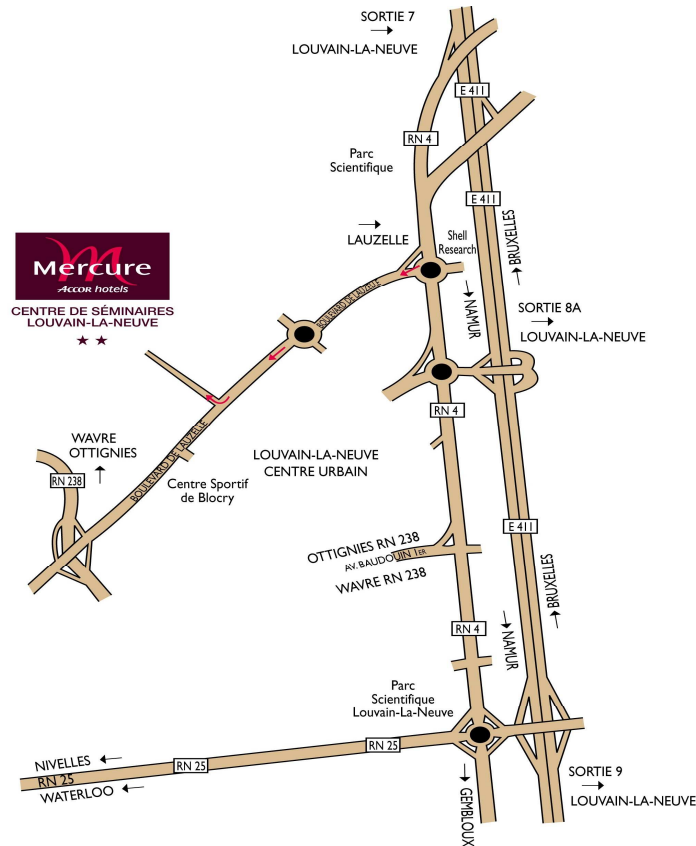 SORTIE 7
LOUVAIN-LA-NEUVE
E 411
RN 4
Parc
Scientifique
E 411
BRUXELLES
LAUZELLE
Shell
Research
Mercure
ACCOR hotels
CENTRE DE SÉMINAIRES
LOUVAIN-LA-NEUVE
BOULEVARD DE LAUZELLE
NAMUR
SORTIE 8A
LOUVAIN-LA-NEUVE
RN 4
WAVRE
OTTIGNIES
RN 238
BOULEVARD DE LAUZELLE
LOUVAIN-LA-NEUVE
CENTRE URBAIN
Centre Sportif
de Blocry
E 411
OTTIGNIES RN 238
AV. BAUDOUIN 1ER
WAVRE RN 238
BRUXELLES
NAMUR
RN 4
Parc
Scientifique
Louvain-La-Neuve
RN 25
NIVELLES
RN 25
RN 25
WATERLOO
GEMBLOUX
SORTIE 9
LOUVAIN-LA-NEUVE